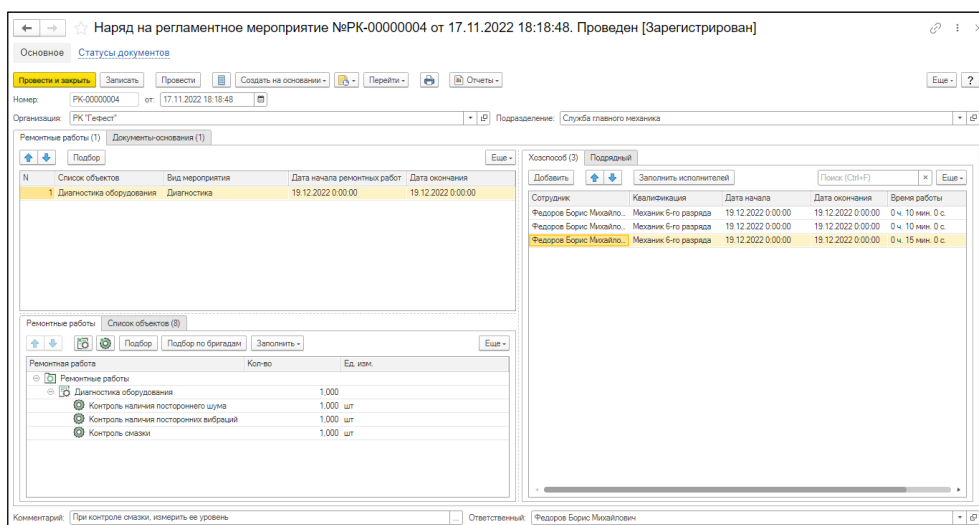 Наряд на регламентное мероприятие №РК-00000004 от 17.11.2022 18:18:48. Проведен [Зарегистрирован]
Основное Статусы документов
Провести и закрыть Записать Провести Создать на основании Перейти Отчеты Еще ?
Номер: РК-00000004 от: 17.11.2022 18:18:48
Организация: РК "Гефест" Подразделение: Служба главного механика
Ремонтные работы (1) Документы-основания (1)
Подбор Еще
N Список объектов Вид мероприятия Дата начала ремонтных работ Дата окончания
1 Диагностика оборудования Диагностика 19.12.2022 0:00:00 19.12.2022 0:00:00
Хозспособ (3) Подрядный
Добавить Заполнить исполнителей Поиск (Ctrl+F) × Еще
Сотрудник Квалификация Дата начала Дата окончания Время работы
Федоров Борис Михайло... Механик 6-го разряда 19.12.2022 0:00:00 19.12.2022 0:00:00 0 ч. 10 мин. 0 с.
Федоров Борис Михайло... Механик 6-го разряда 19.12.2022 0:00:00 19.12.2022 0:00:00 0 ч. 10 мин. 0 с.
Федоров Борис Михайло... Механик 6-го разряда 19.12.2022 0:00:00 19.12.2022 0:00:00 0 ч. 15 мин. 0 с.
Ремонтные работы Список объектов (8)
Подбор Подбор по бригадам Заполнить Еще
Ремонтная работа Кол-во Ед. изм.
Ремонтные работы
Диагностика оборудования 1,000
Контроль наличия постороннего шума 1,000 шт
Контроль наличия посторонних вибраций 1,000 шт
Контроль смазки 1,000 шт
Комментарий: При контроле смазки, измерить ее уровень ... Ответственный: Федоров Борис Михайлович